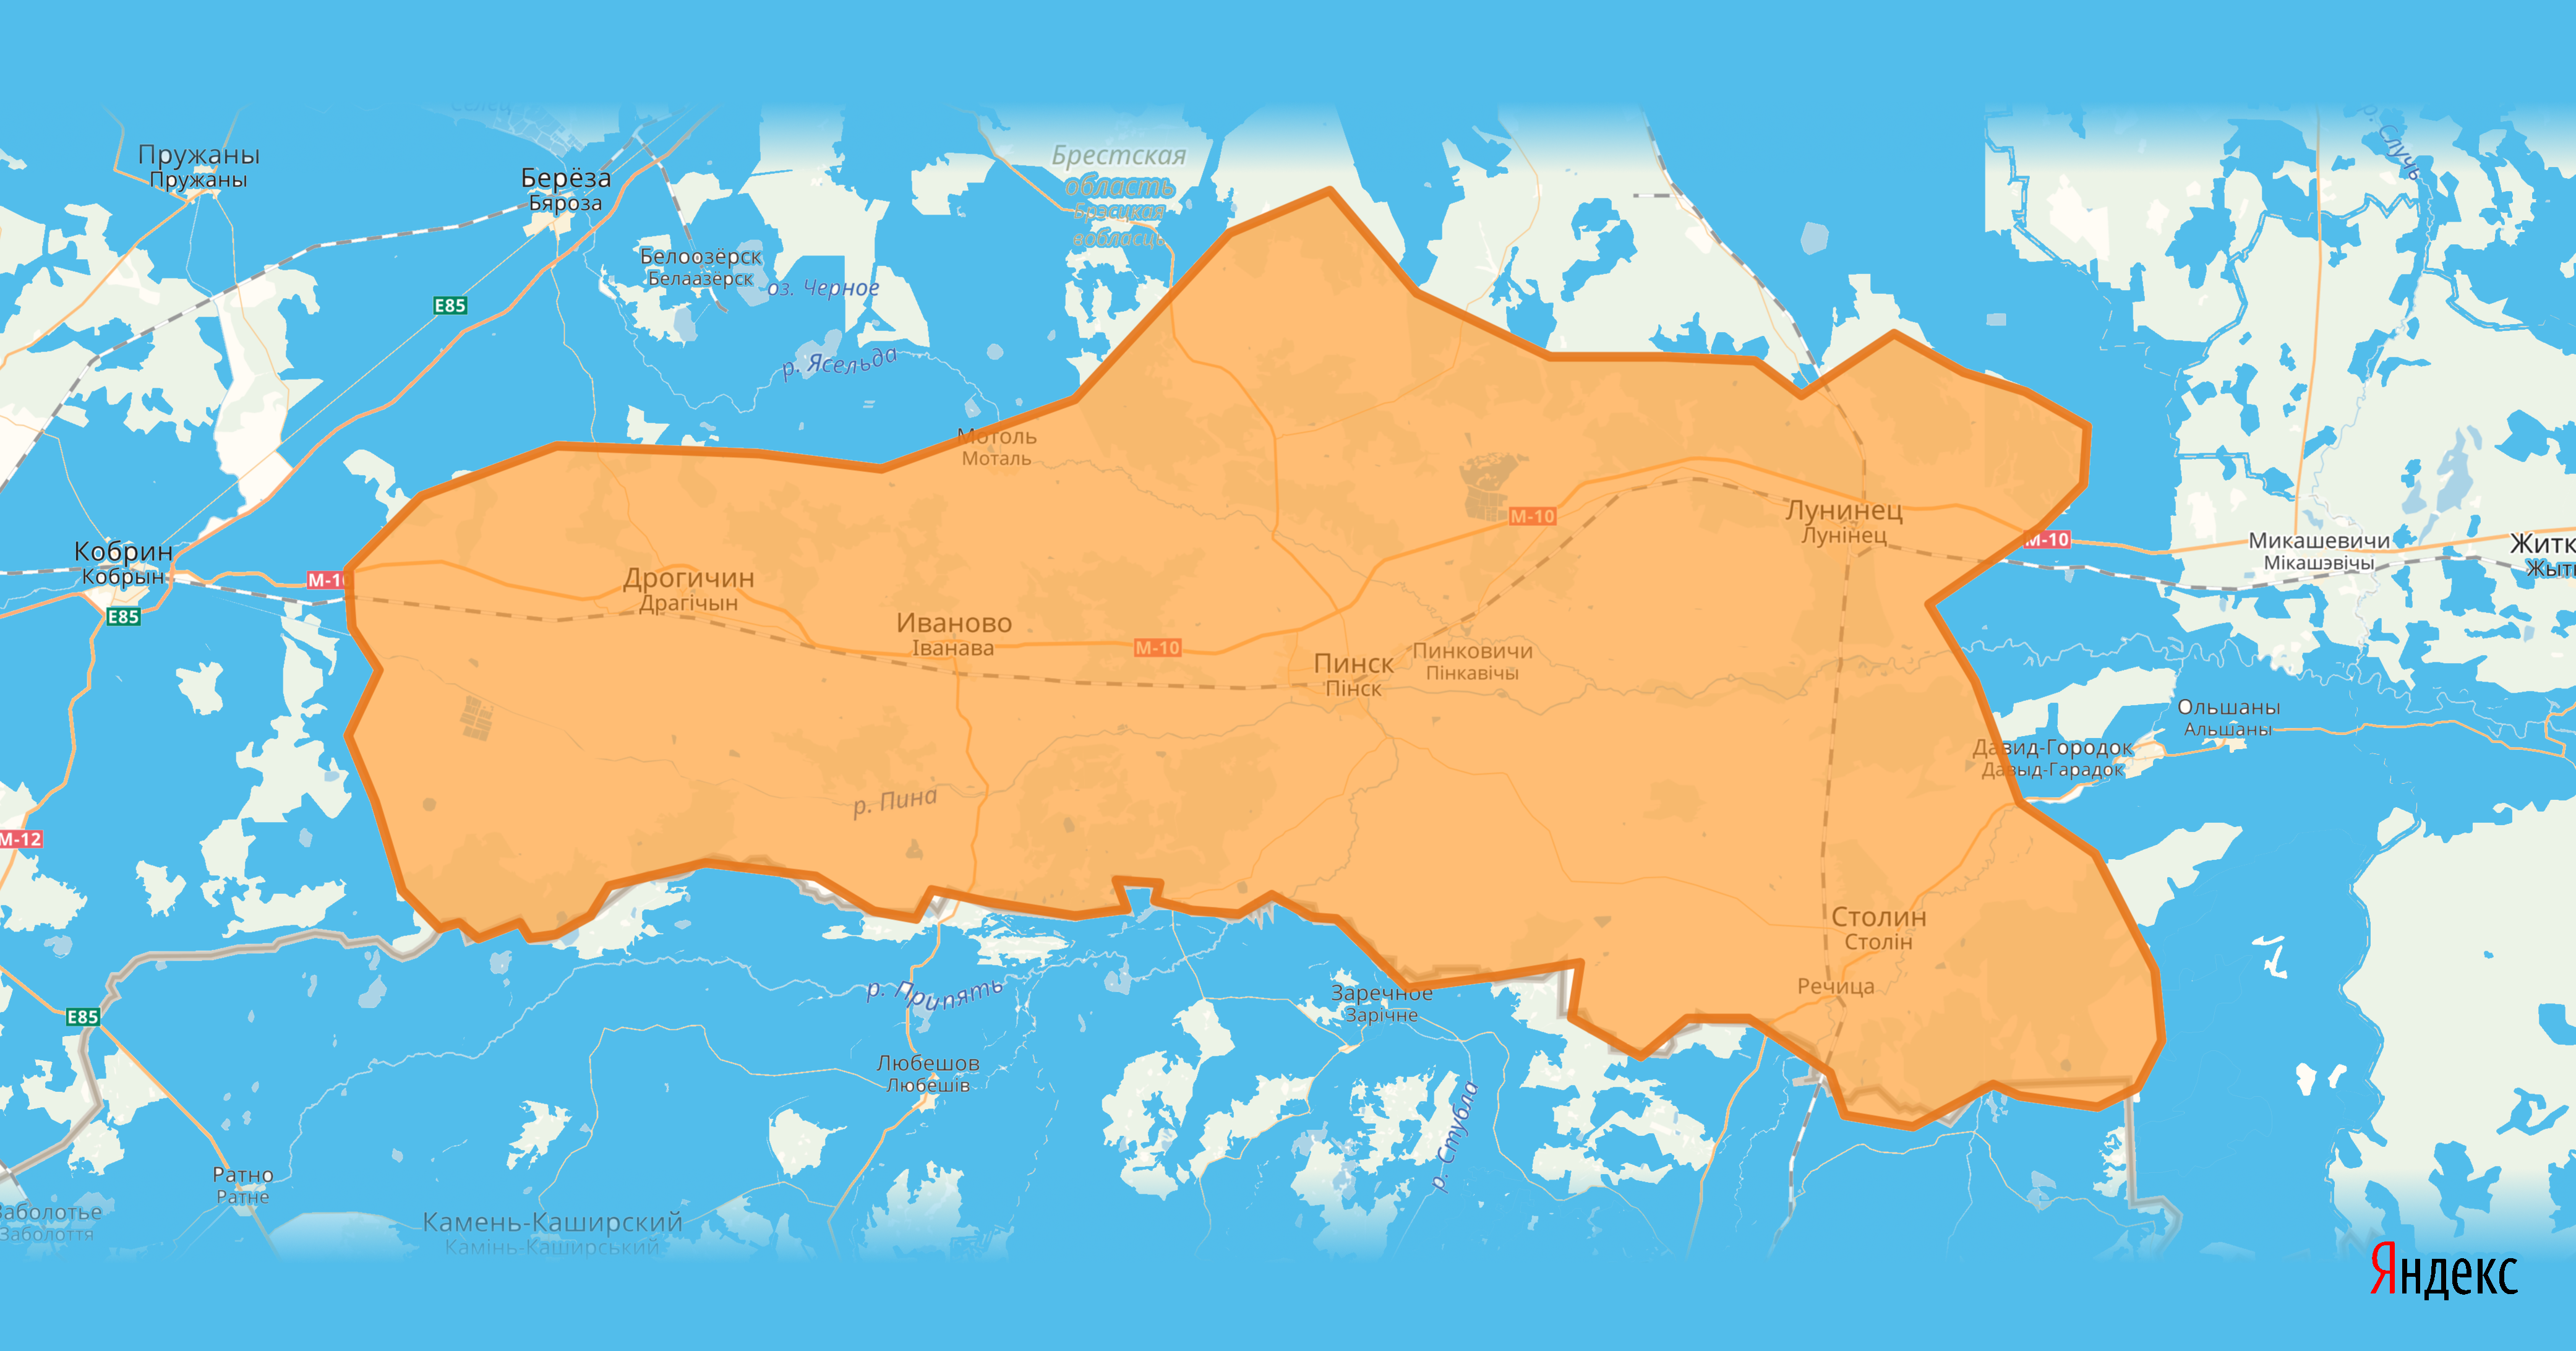 Селец
р. Случь
Пружаны
Пружаны
Берёза
Бяроза
Брестская
область
Брэсцкая
вобласць
Белоозёрск
Белаазёрск
оз. Черное
E85
р. Ясельда
Мотоль
Моталь
Кобрин
Кобрын
E85
М-10
Дрогичин
Драгічын
Иваново
Іванава
М-10
М-10
Лунинец
Лунінец
М-10
Микашевичи
Мікашэвічы
Житк
Жытк
Пинск
Пінск
Пинковичи
Пінкавічы
Ольшаны
Альшаны
Давид-Городок
Давыд-Гарадок
р. Пина
М-12
Столин
Столін
Речица
Заречное
Зарічне
р. Припять
E85
Любешов
Любешів
р. Стубла
Ратно
Ратне
Заболотье
Заболоття
Камень-Каширский
Камінь-Каширський
Яндекс